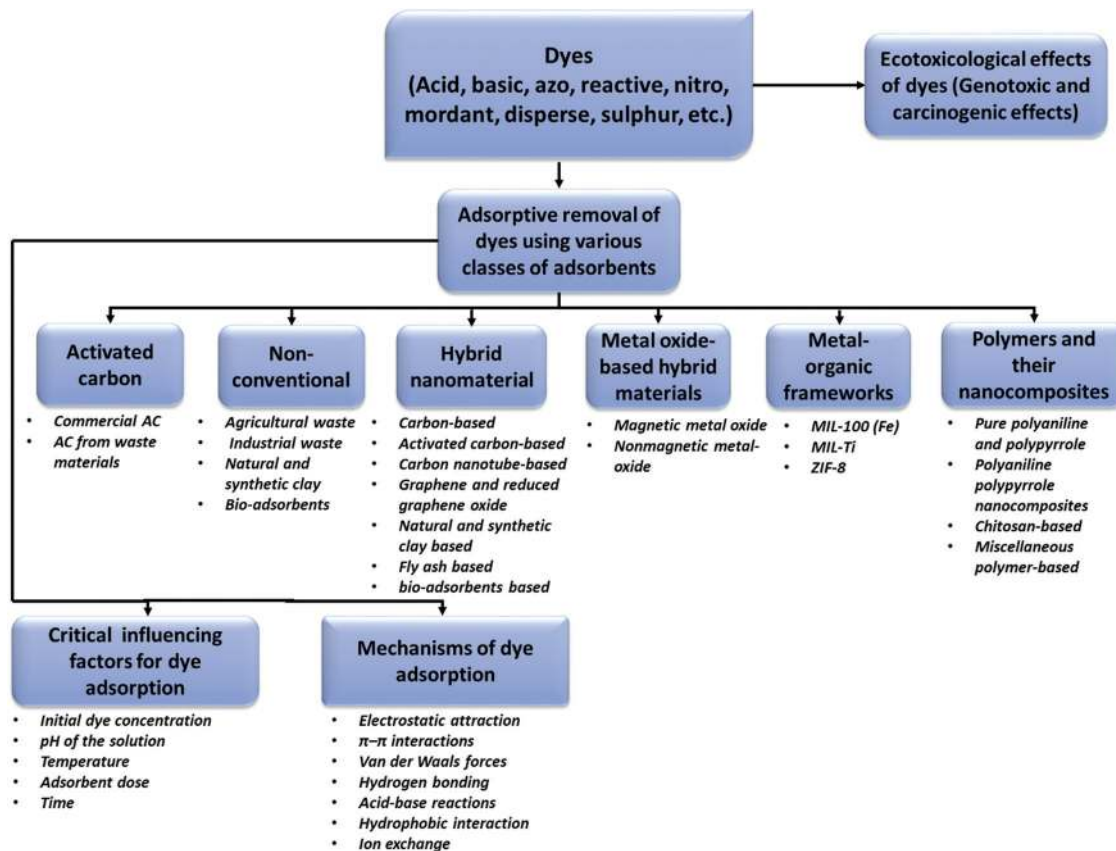 Dyes
(Acid, basic, azo, reactive, nitro,
mordant, disperse, sulphur, etc.)
Ecotoxicological effects
of dyes (Genotoxic and
carcinogenic effects)
Adsorptive removal of
dyes using various
classes of adsorbents
Activated
carbon
• Commercial AC
• AC from waste
materials
Non-
conventional
• Agricultural waste
• Industrial waste
• Natural and
synthetic clay
• Bio-adsorbents
Hybrid
nanomaterial
• Carbon-based
• Activated carbon-based
• Carbon nanotube-based
• Graphene and reduced
graphene oxide
• Natural and synthetic
clay based
• Fly ash based
• bio-adsorbents based
Metal oxide-
based hybrid
materials
• Magnetic metal oxide
• Nonmagnetic metal-
oxide
Metal-
organic
frameworks
• MIL-100 (Fe)
• MIL-Ti
• ZIF-8
Polymers and
their
nanocomposites
• Pure polyaniline
and polypyrrole
• Polyaniline
polypyrrole
nanocomposites
• Chitosan-based
• Miscellaneous
polymer-based
Critical influencing
factors for dye
adsorption
• Initial dye concentration
• pH of the solution
• Temperature
• Adsorbent dose
• Time
Mechanisms of dye
adsorption
• Electrostatic attraction
• π–π interactions
• Van der Waals forces
• Hydrogen bonding
• Acid-base reactions
• Hydrophobic interaction
• Ion exchange